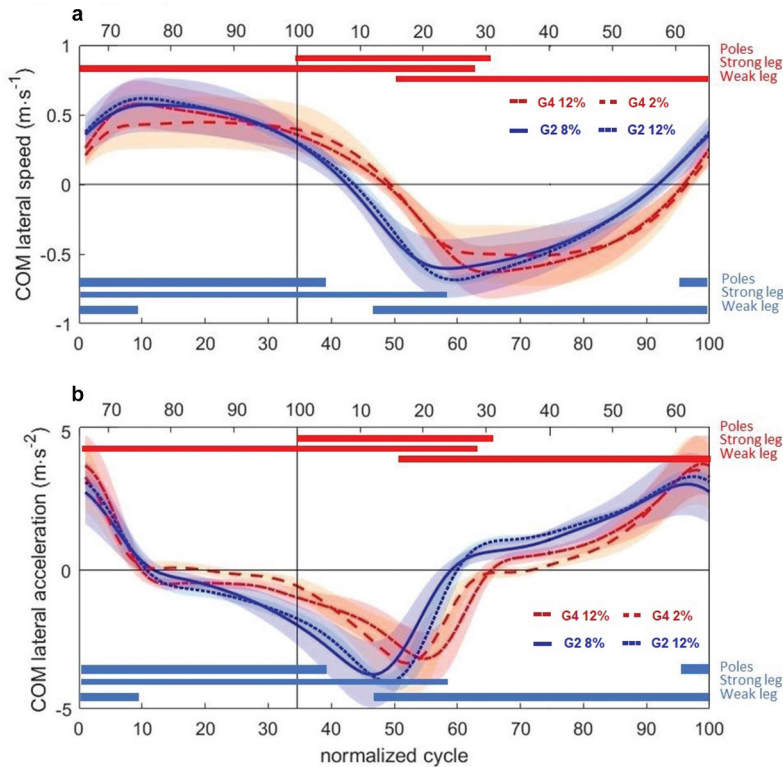 a
70 80 90 100 10 20 30 40 50 60
1
0.5
0
-0.5
-1
COM lateral speed (m·s-1)
Poles
Strong leg
Weak leg
G4 12% G4 2%
G2 8% G2 12%
Poles
Strong leg
Weak leg
0 10 20 30 40 50 60 70 80 90 100
b
70 80 90 100 10 20 30 40 50 60
5
0
-5
COM lateral acceleration (m·s-2)
Poles
Strong leg
Weak leg
G4 12% G4 2%
G2 8% G2 12%
Poles
Strong leg
Weak leg
0 10 20 30 40 50 60 70 80 90 100
normalized cycle